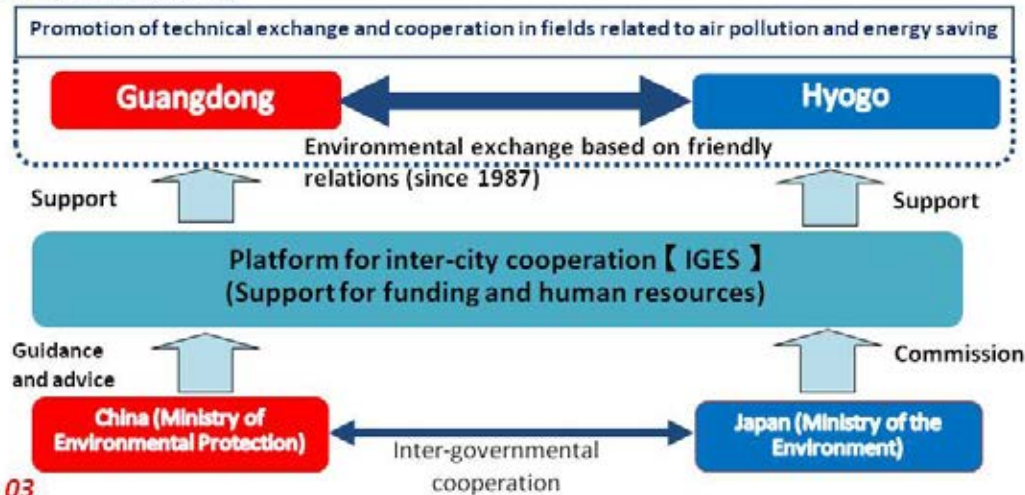 Promotion of technical exchange and cooperation in fields related to air pollution and energy saving
Guangdong
Hyogo
Environmental exchange based on friendly
relations (since 1987)
Support
Support
Platform for inter-city cooperation【 IGES 】
(Support for funding and human resources)
Guidance
and advice
Commission
China (Ministry of
Environmental Protection)
Japan (Ministry of the
Environment)
Inter-governmental
cooperation
03